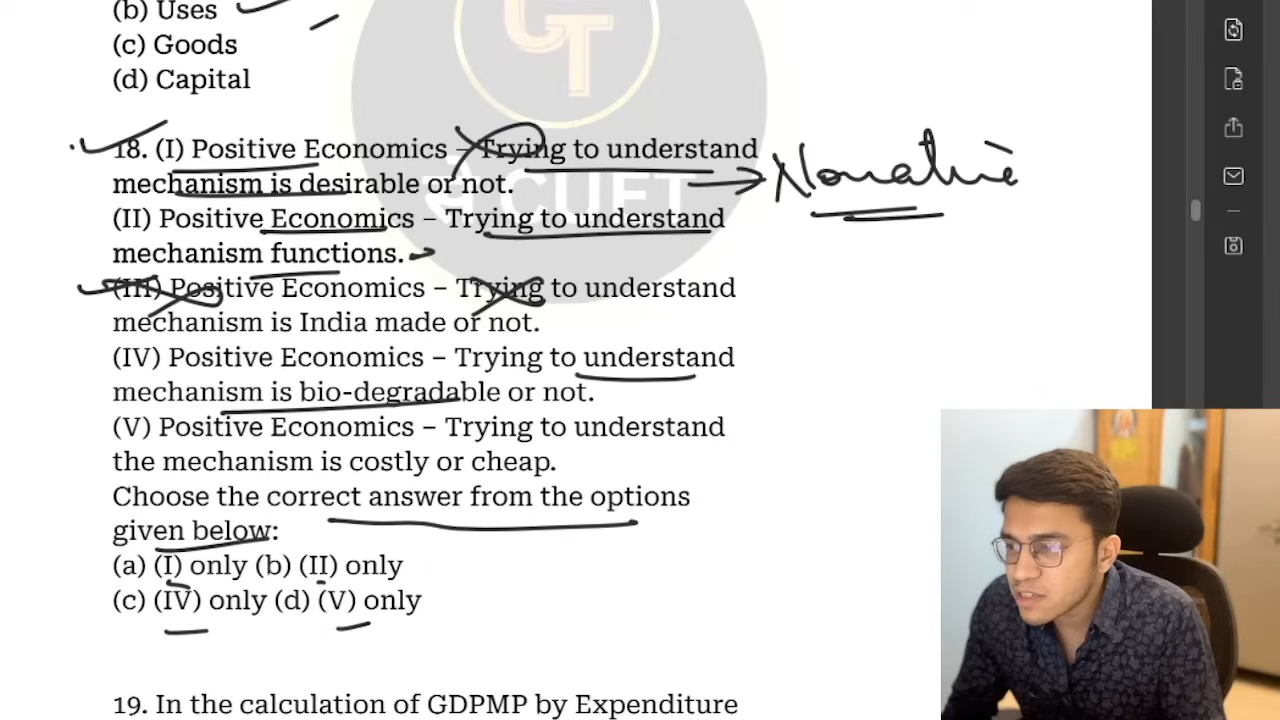 (b) Uses
(c) Goods
(d) Capital
GT
CUET
18. (I) Positive Economics – Trying to understand
mechanism is desirable or not.
(II) Positive Economics – Trying to understand
mechanism functions.
(III) Positive Economics – Trying to understand
mechanism is India made or not.
(IV) Positive Economics – Trying to understand
mechanism is bio-degradable or not.
(V) Positive Economics – Trying to understand
the mechanism is costly or cheap.
Choose the correct answer from the options
given below:
(a) (I) only (b) (II) only
(c) (IV) only (d) (V) only
19. In the calculation of GDPMP by Expenditure